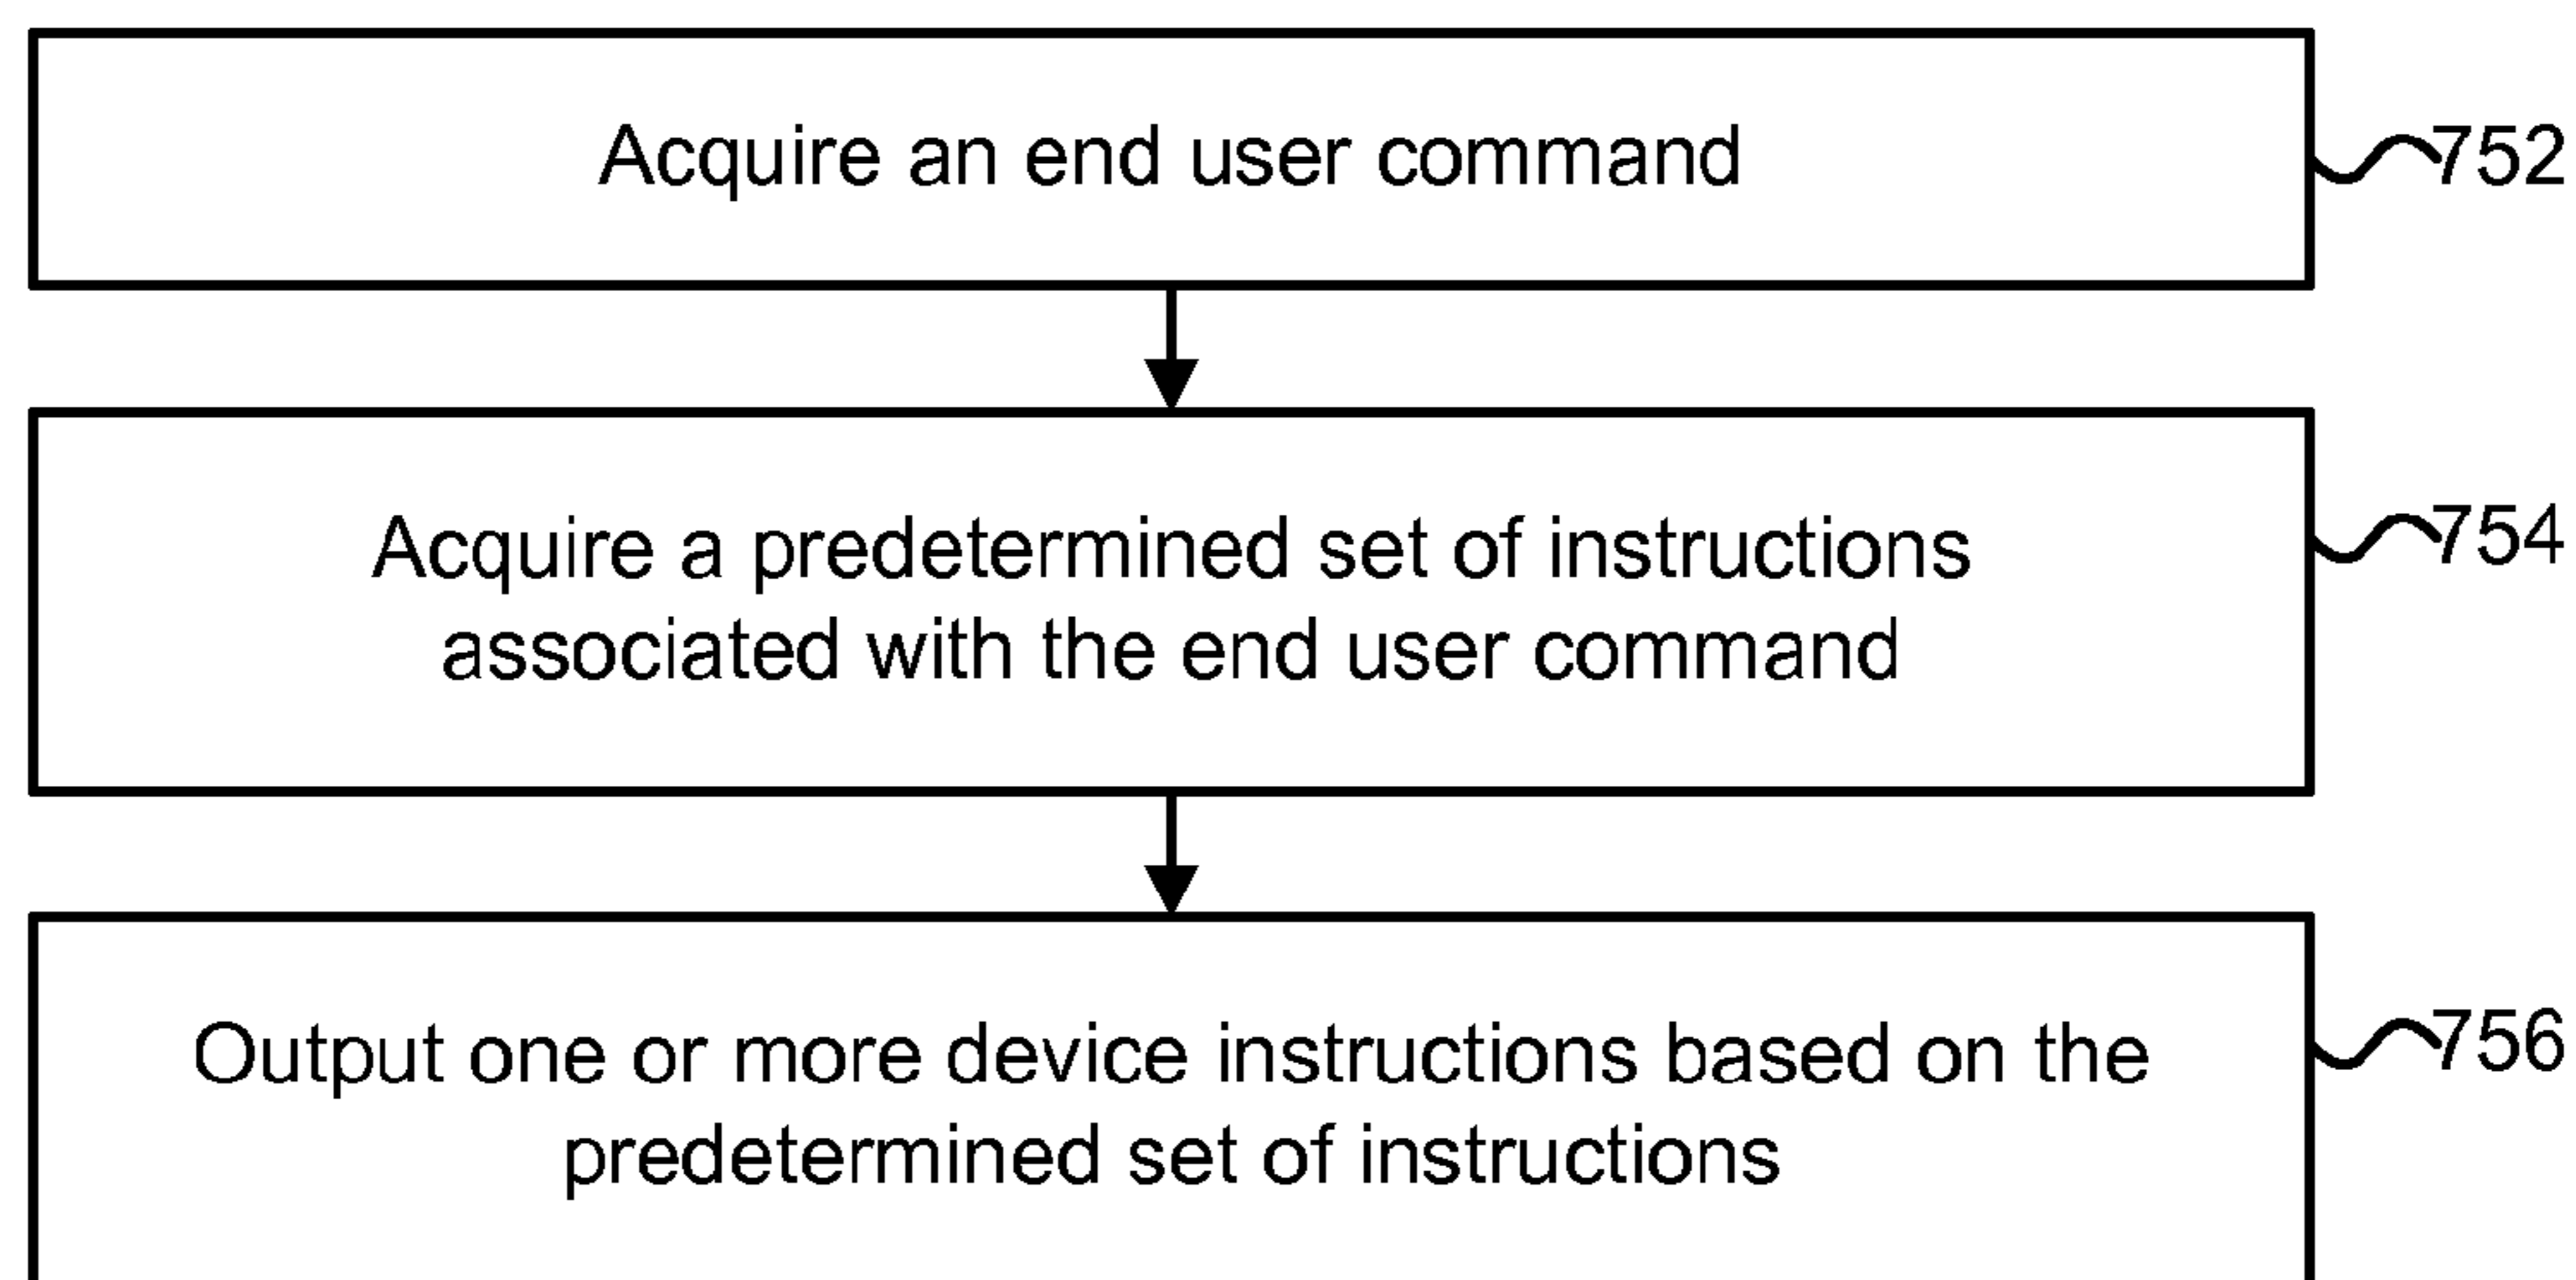 Acquire an end user command
752
Acquire a predetermined set of instructions
associated with the end user command
754
Output one or more device instructions based on the
predetermined set of instructions
756